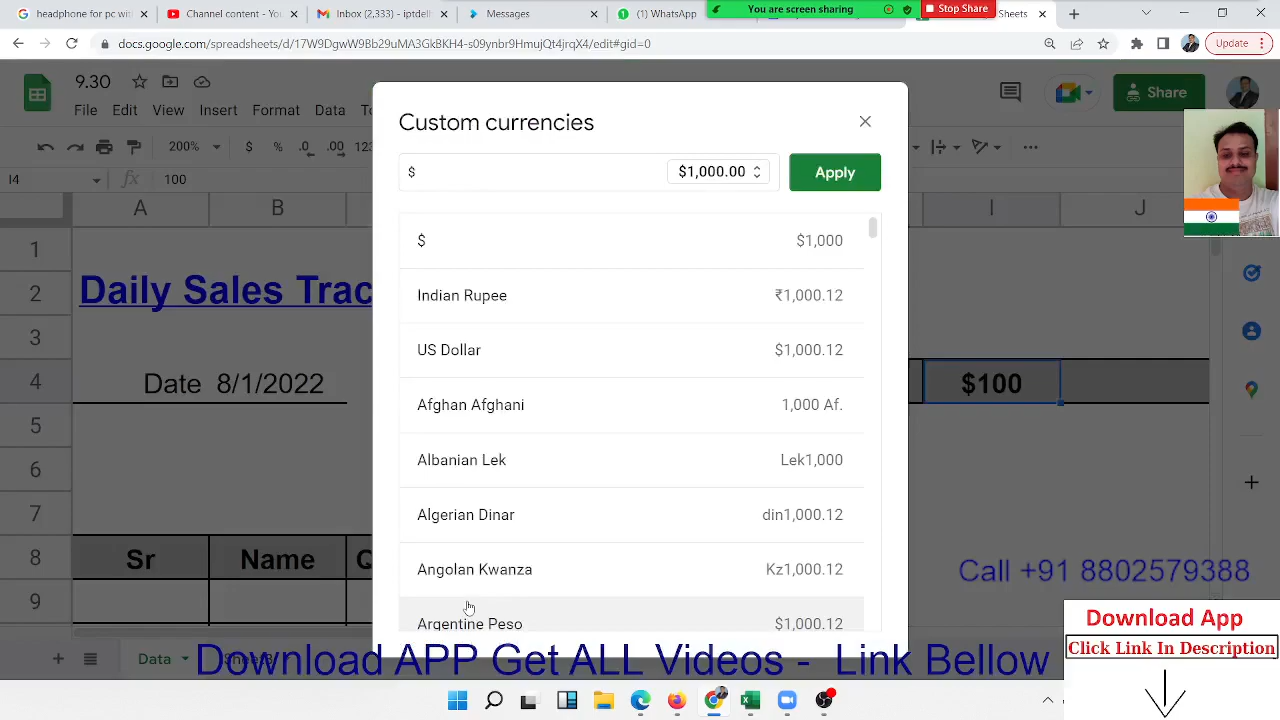 headphone for pc with
Channel content - You
Inbox (2,333) - iptdell
Messages
(1) WhatsApp
You are screen sharing
Stop Share
Sheets
docs.google.com/spreadsheets/d/17W9DgwW9Bb29uMA3GkRH4-s0YbuHmujQt4jrqX4/edit#gid=0
Update
9.30
File Edit View Insert Format Data
Share
200%
$ % .0 .00 123
I4
fx 100
A B I J
1
2 Daily Sales Trac
3
4 Date 8/1/2022 $100
5
6
7
8 Sr Name Q
9
Custom currencies
$ $1,000.00
Apply
$ $1,000
Indian Rupee ₹1,000.12
US Dollar $1,000.12
Afghan Afghani 1,000 Af.
Albanian Lek Lek1,000
Algerian Dinar din1,000.12
Angolan Kwanza Kz1,000.12
Argentine Peso $1,000.12
Call +91 8802579388
Download App
Click Link In Description
Data
Download APP Get ALL Videos - Link Bellow